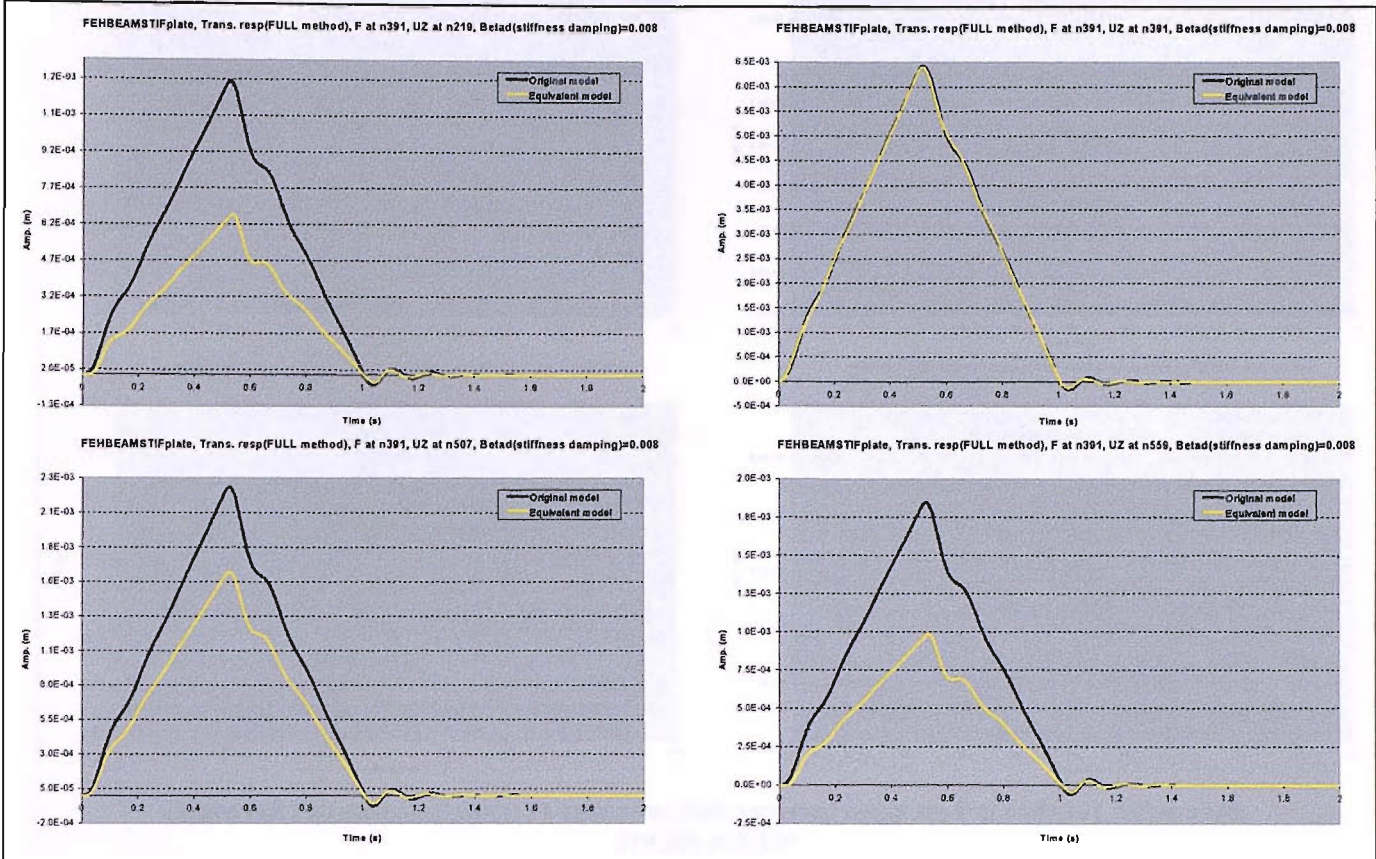 FEHBEAMSTIFplate, Trans. resp(FULL method), F at n391, UZ at n219, Betad(stiffness damping)=0.008
Original model
Equivalent model
1.7E-03
1.1E-03
9.2E-04
7.7E-04
6.2E-04
4.7E-04
3.2E-04
1.7E-04
2.0E-05
-1.3E-04
Amp. (m)
0 0.2 0.4 0.6 0.8 1.0 1.2 1.4 1.6 1.8 2
Time (s)
FEHBEAMSTIFplate, Trans. resp(FULL method), F at n391, UZ at n391, Betad(stiffness damping)=0.008
Original model
Equivalent model
6.5E-03
6.0E-03
5.0E-03
4.5E-03
3.5E-03
3.0E-03
2.0E-03
1.5E-03
5.0E-04
0.0E+00
-5.0E-04
Amp. (m)
0 0.2 0.4 0.6 0.8 1.0 1.2 1.4 1.6 1.8 2
Time (s)
FEHBEAMSTIFplate, Trans. resp(FULL method), F at n391, UZ at n507, Betad(stiffness damping)=0.008
Original model
Equivalent model
2.3E-03
2.1E-03
1.8E-03
1.6E-03
1.3E-03
1.1E-03
8.0E-04
5.5E-04
3.0E-04
5.0E-05
-2.0E-04
Amp. (m)
0 0.2 0.4 0.6 0.8 1.0 1.2 1.4 1.6 1.8 2
Time (s)
FEHBEAMSTIFplate, Trans. resp(FULL method), F at n391, UZ at n559, Betad(stiffness damping)=0.008
Original model
Equivalent model
2.0E-03
1.8E-03
1.5E-03
1.3E-03
1.0E-03
7.5E-04
5.0E-04
2.5E-04
0.0E+00
-2.5E-04
Amp. (m)
0 0.2 0.4 0.6 0.8 1.0 1.2 1.4 1.6 1.8 2
Time (s)